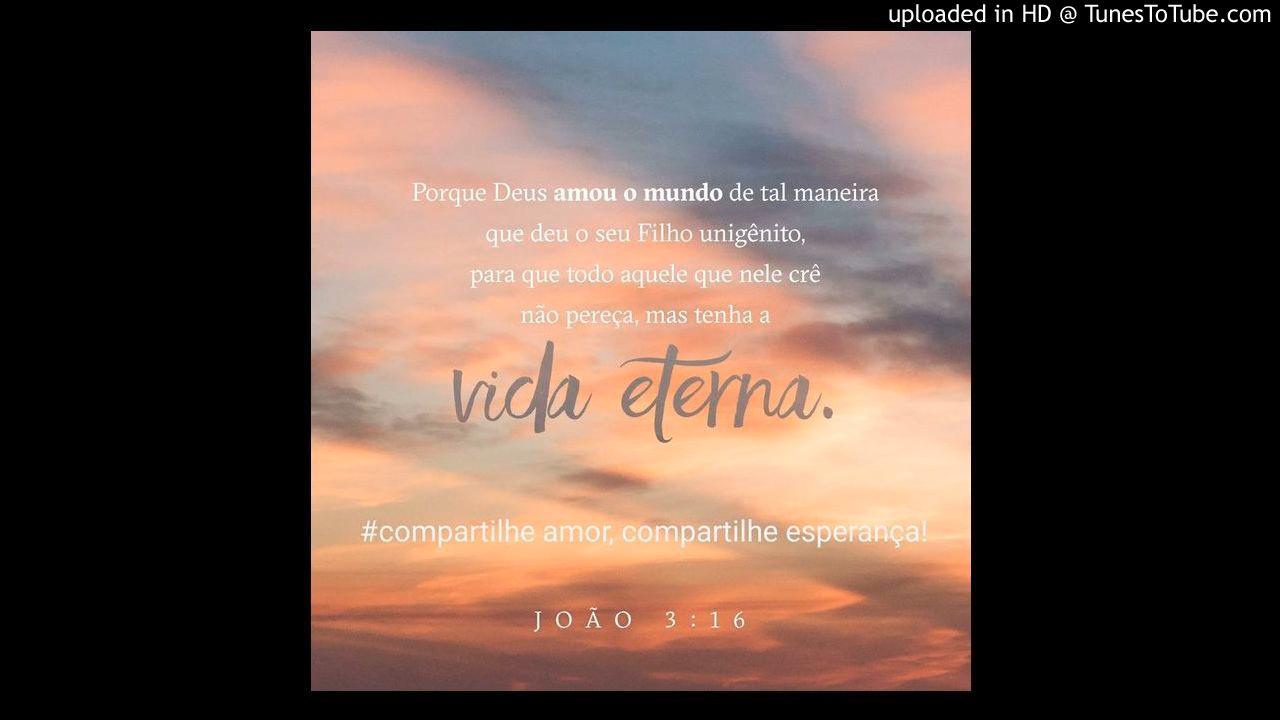 uploaded in HD @ TunesToTube.com
Porque Deus amou o mundo de tal maneira
que deu o seu Filho unigênito,
para que todo aquele que nele crê
não pereça, mas tenha a
vida eterna.
#compartilhe amor, compartilhe esperança!
JOÃO 3:16